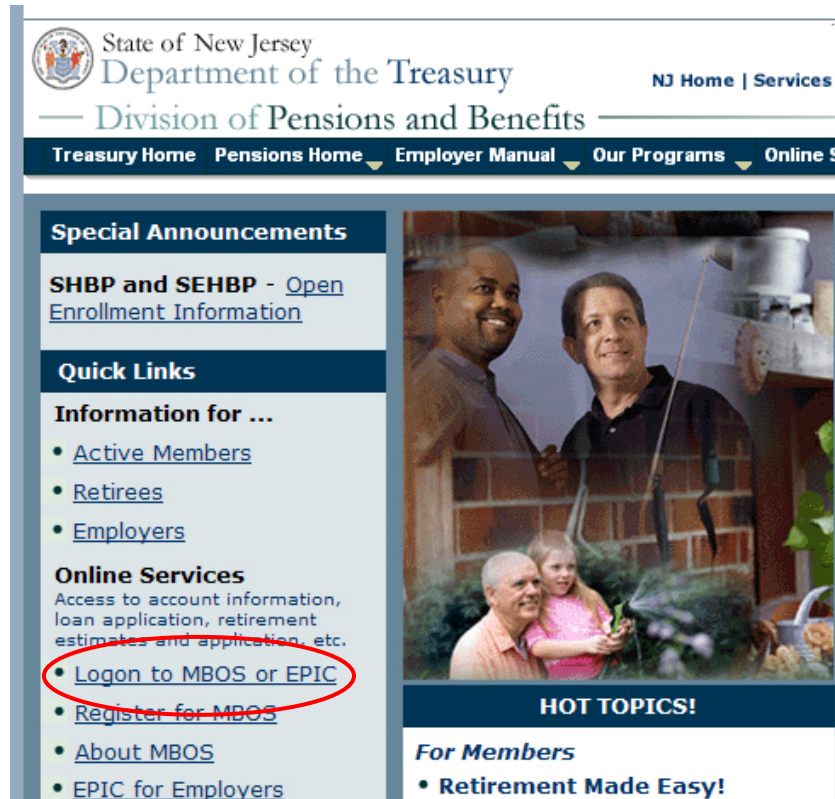 State of New Jersey
Department of the Treasury
NJ Home | Services
Division of Pensions and Benefits
Treasury Home Pensions Home Employer Manual Our Programs Online
Special Announcements
SHBP and SEHBP - Open
Enrollment Information
Quick Links
Information for ...
• Active Members
• Retirees
• Employers
Online Services
Access to account information,
loan application, retirement
estimates and application, etc.
• Logon to MBOS or EPIC
• Register for MBOS
• About MBOS
• EPIC for Employers
HOT TOPICS!
For Members
• Retirement Made Easy!